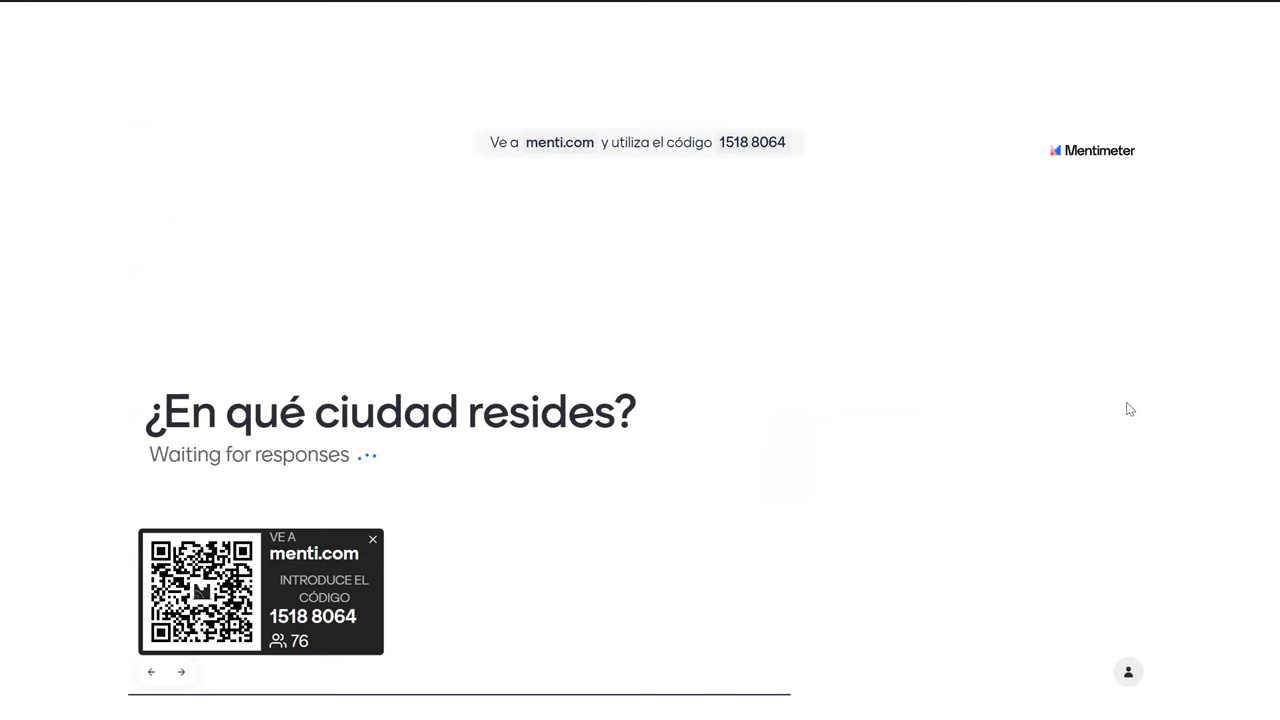 Ve a menti.com y utiliza el código 1518 8064
Mentimeter
¿En qué ciudad resides?
Waiting for responses
VE A
menti.com
INTRODUCE EL
CÓDIGO
1518 8064
76